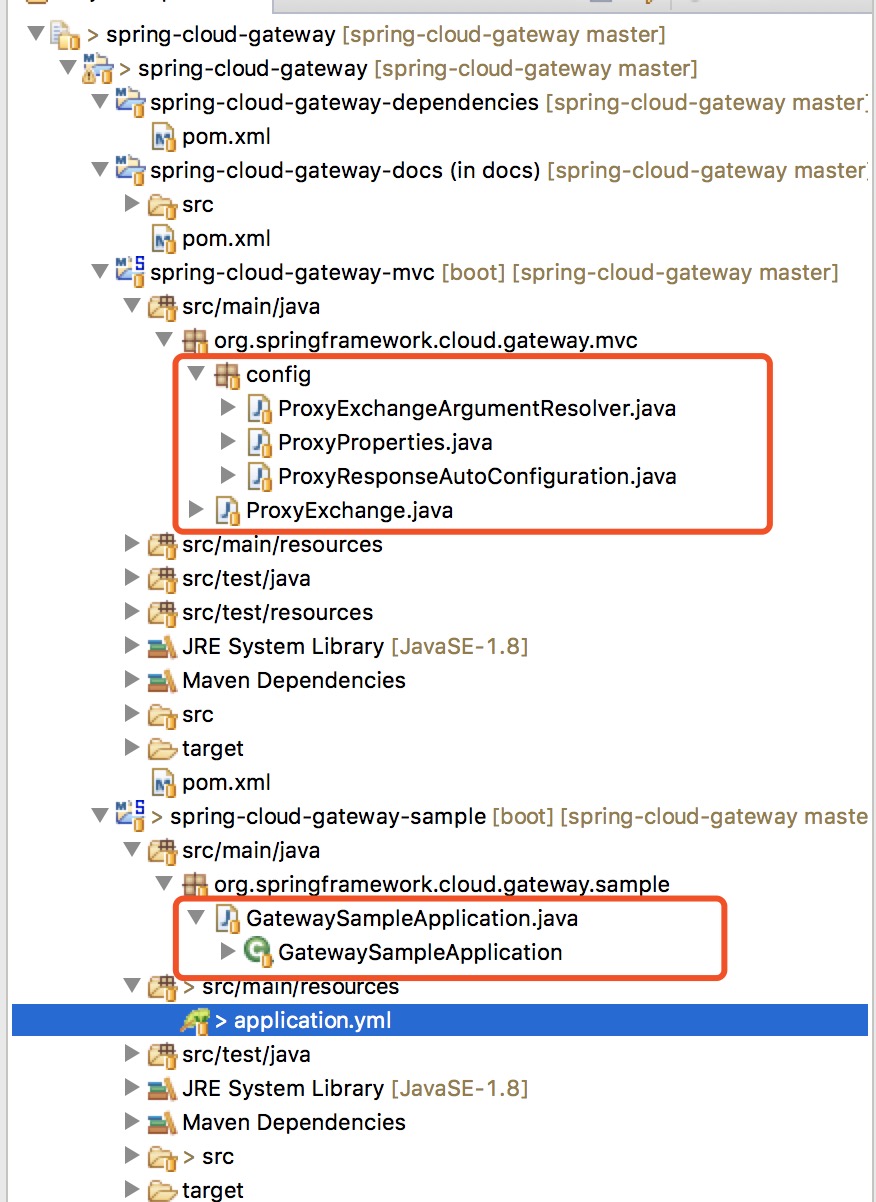 > spring-cloud-gateway [spring-cloud-gateway master]
> spring-cloud-gateway [spring-cloud-gateway master]
spring-cloud-gateway-dependencies [spring-cloud-gateway master]
pom.xml
spring-cloud-gateway-docs (in docs) [spring-cloud-gateway master]
src
pom.xml
spring-cloud-gateway-mvc [boot] [spring-cloud-gateway master]
src/main/java
org.springframework.cloud.gateway.mvc
config
ProxyExchangeArgumentResolver.java
ProxyProperties.java
ProxyResponseAutoConfiguration.java
ProxyExchange.java
src/main/resources
src/test/java
src/test/resources
JRE System Library [JavaSE-1.8]
Maven Dependencies
src
target
pom.xml
> spring-cloud-gateway-sample [boot] [spring-cloud-gateway maste
src/main/java
org.springframework.cloud.gateway.sample
GatewaySampleApplication.java
GatewaySampleApplication
> src/main/resources
> application.yml
src/test/java
JRE System Library [JavaSE-1.8]
Maven Dependencies
> src
target